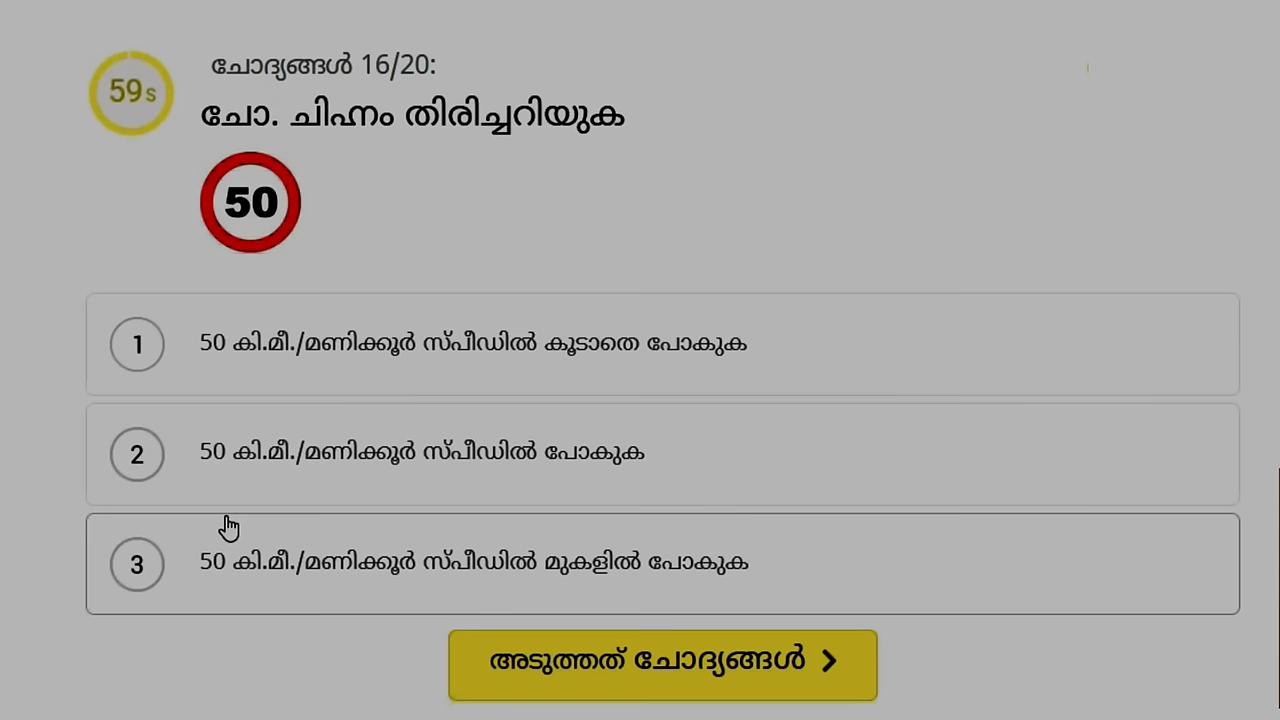 59s
ചോദ്യങ്ങൾ 16/20:
ചോ. ചിഹ്നം തിരിച്ചറിയുക
50
1
50 കി.മീ./മണിക്കൂർ സ്പീഡിൽ കൂടാതെ പോകുക
2
50 കി.മീ./മണിക്കൂർ സ്പീഡിൽ പോകുക
3
50 കി.മീ./മണിക്കൂർ സ്പീഡിൽ മുകളിൽ പോകുക
അടുത്തത് ചോദ്യങ്ങൾ